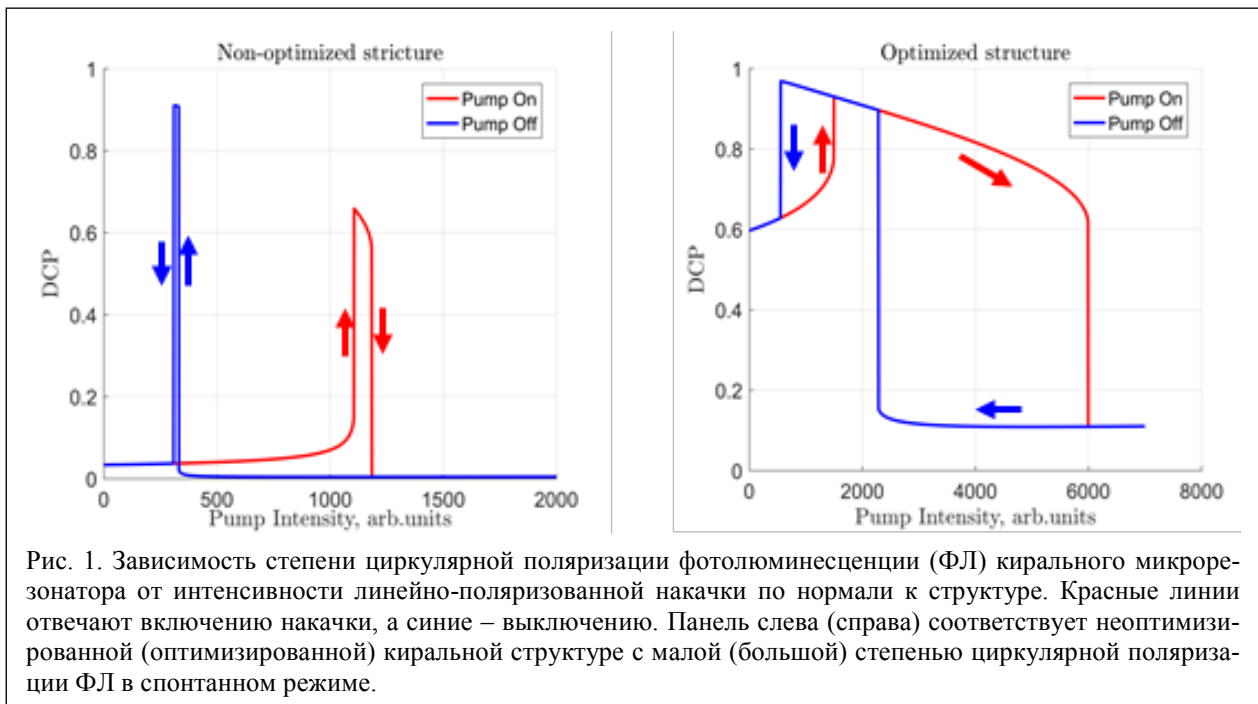 Non-optimized stricture
1
0.8
0.6
0.4
0.2
0
DCP
Pump On
Pump Off
0
500
1000
1500
2000
Pump Intensity, arb.units
Optimized structure
1
0.8
0.6
0.4
0.2
0
DCP
Pump On
Pump Off
0
2000
4000
6000
8000
Pump Intensity, arb.units
Рис. 1. Зависимость степени циркулярной поляризации фотолюминесценции (ФЛ) кирального микроре-
зонатора от интенсивности линейно-поляризованной накачки по нормали к структуре. Красные линии
отвечают включению накачки, а синие – выключению. Панель слева (справа) соответствует неоптимизи-
рованной (оптимизированной) киральной структуре с малой (большой) степенью циркулярной поляриза-
ции ФЛ в спонтанном режиме.